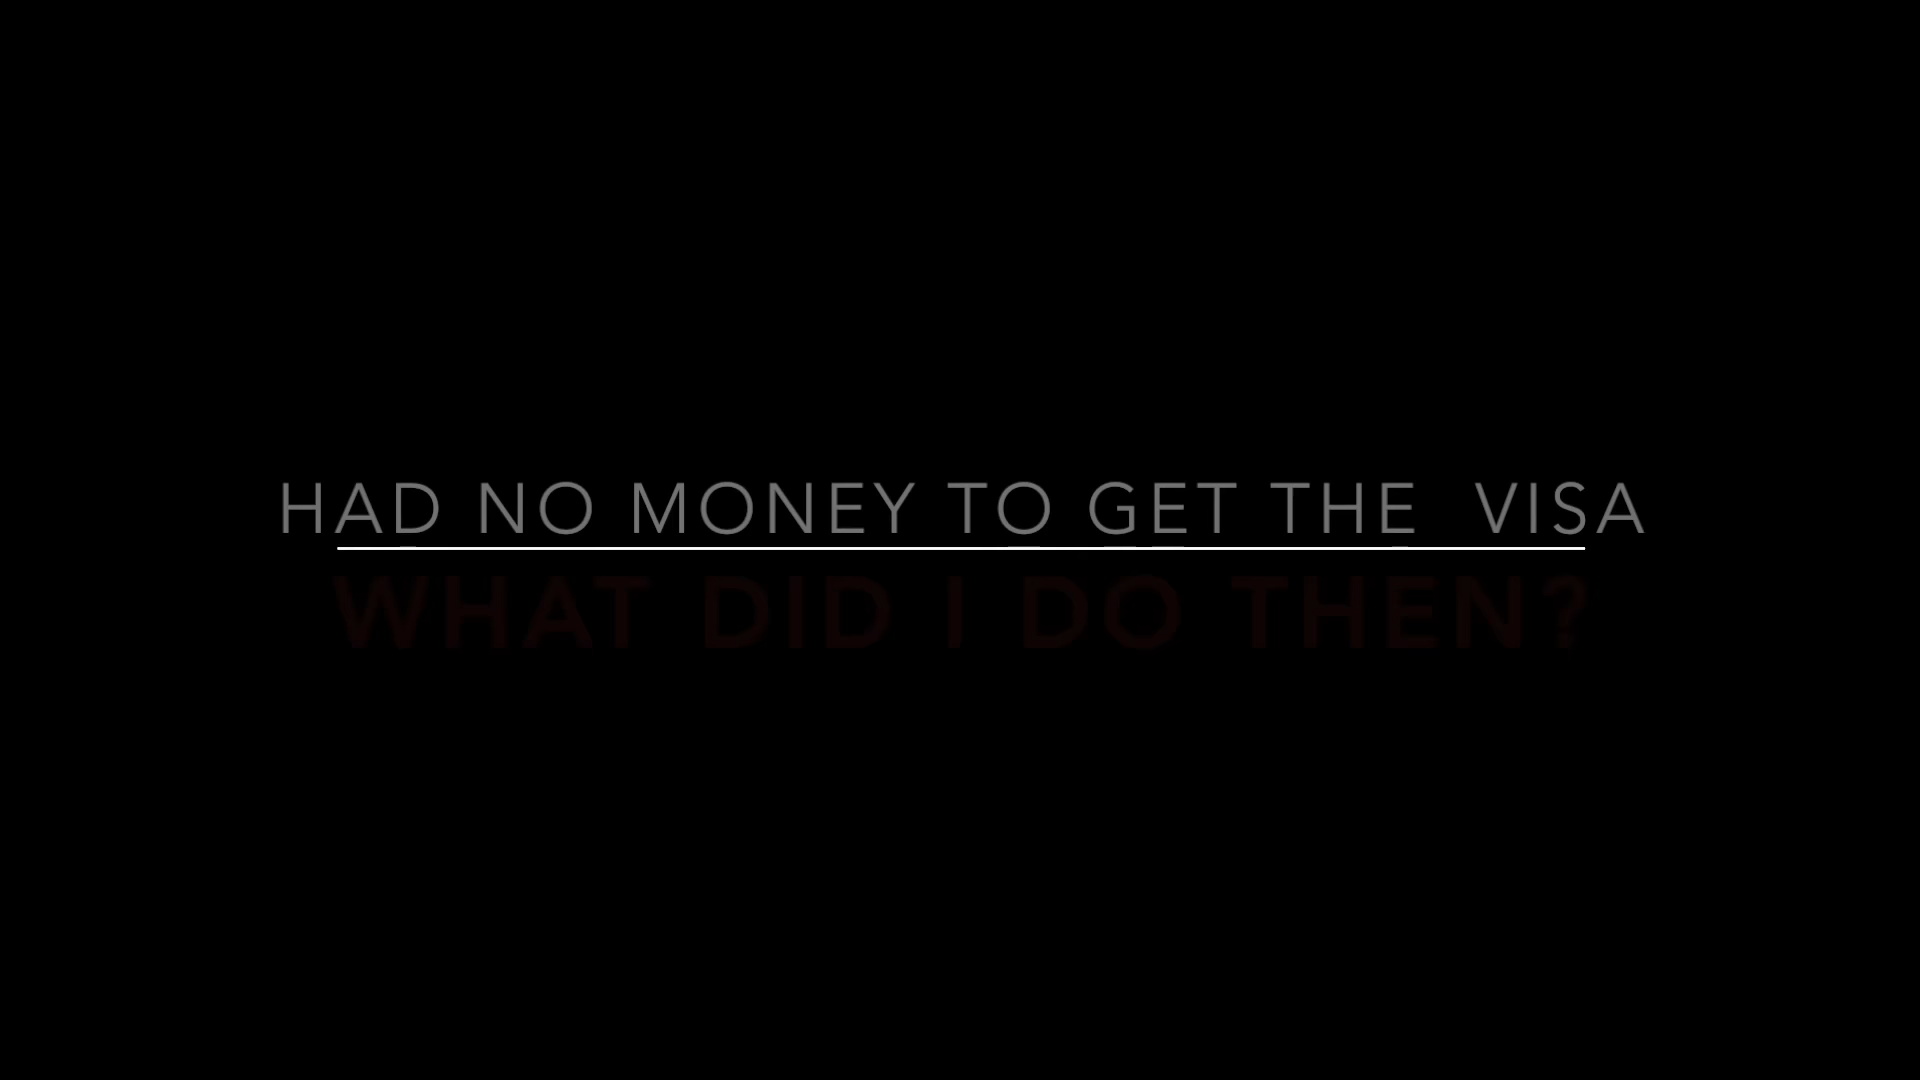 HAD NO MONEY TO GET THE  VISA
WHAT DID I DO THEN?